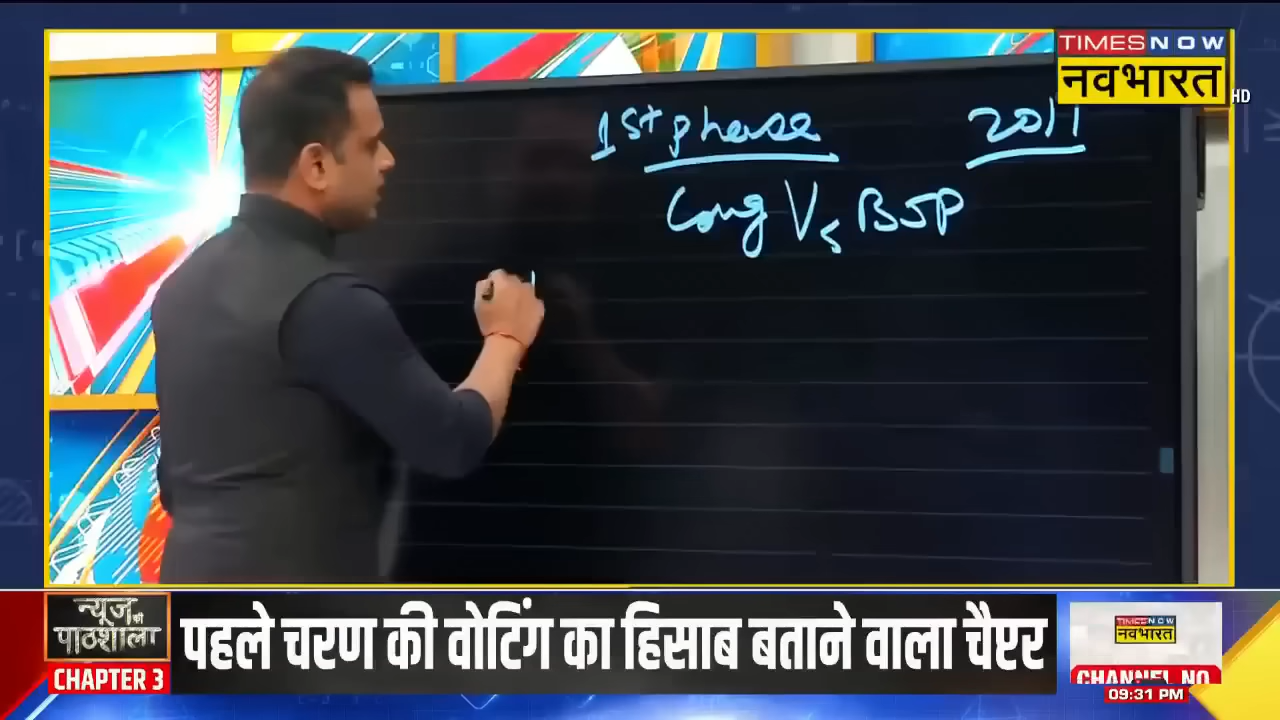 TIMES NOW
नवभारत
HD
1st phase
2017
Cong Vs BJP
न्यूज़ की
पाठशाला
CHAPTER 3
पहले चरण की वोटिंग का हिसाब बताने वाला चैप्टर
TIMES NOW
नवभारत
CHANNEL NO
09:31 PM